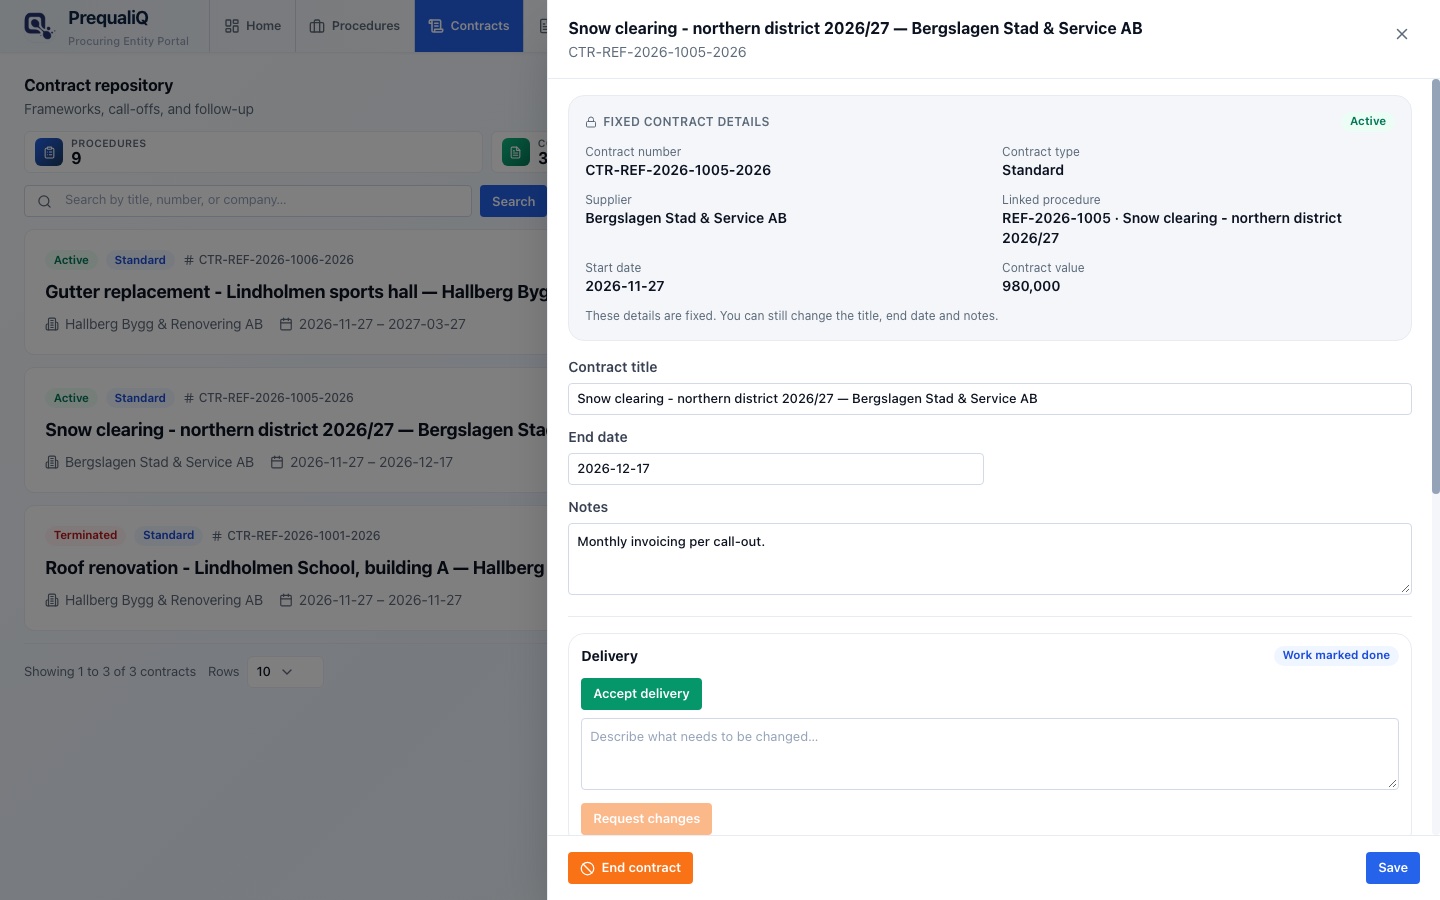 PrequaliQ
Procuring Entity Portal
Home
Procedures
Contracts
Contract repository
Frameworks, call-offs, and follow-up
PROCEDURES
9
3
Search by title, number, or company...
Search
Active
Standard
# CTR-REF-2026-1006-2026
Gutter replacement - Lindholmen sports hall — Hallberg Byg
Hallberg Bygg & Renovering AB
2026-11-27 – 2027-03-27
Active
Standard
# CTR-REF-2026-1005-2026
Snow clearing - northern district 2026/27 — Bergslagen Sta
Bergslagen Stad & Service AB
2026-11-27 – 2026-12-17
Terminated
Standard
# CTR-REF-2026-1001-2026
Roof renovation - Lindholmen School, building A — Hallberg
Hallberg Bygg & Renovering AB
2026-11-27 – 2026-11-27
Showing 1 to 3 of 3 contracts
Rows
10
Snow clearing - northern district 2026/27 — Bergslagen Stad & Service AB
CTR-REF-2026-1005-2026
FIXED CONTRACT DETAILS
Active
Contract number
CTR-REF-2026-1005-2026
Contract type
Standard
Supplier
Bergslagen Stad & Service AB
Linked procedure
REF-2026-1005 · Snow clearing - northern district
2026/27
Start date
2026-11-27
Contract value
980,000
These details are fixed. You can still change the title, end date and notes.
Contract title
Snow clearing - northern district 2026/27 — Bergslagen Stad & Service AB
End date
2026-12-17
Notes
Monthly invoicing per call-out.
Delivery
Work marked done
Accept delivery
Describe what needs to be changed...
Request changes
End contract
Save